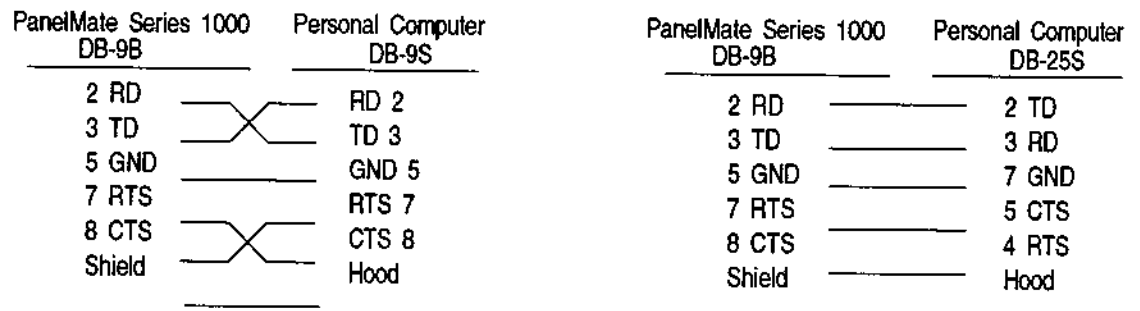 PanelMate Series 1000 Personal Computer
DB-9B DB-9S
2 RD RD 2
3 TD TD 3
5 GND GND 5
7 RTS RTS 7
8 CTS CTS 8
Shield Hood
PanelMate Series 1000 Personal Computer
DB-9B DB-25S
2 RD 2 TD
3 TD 3 RD
5 GND 7 GND
7 RTS 5 CTS
8 CTS 4 RTS
Shield Hood